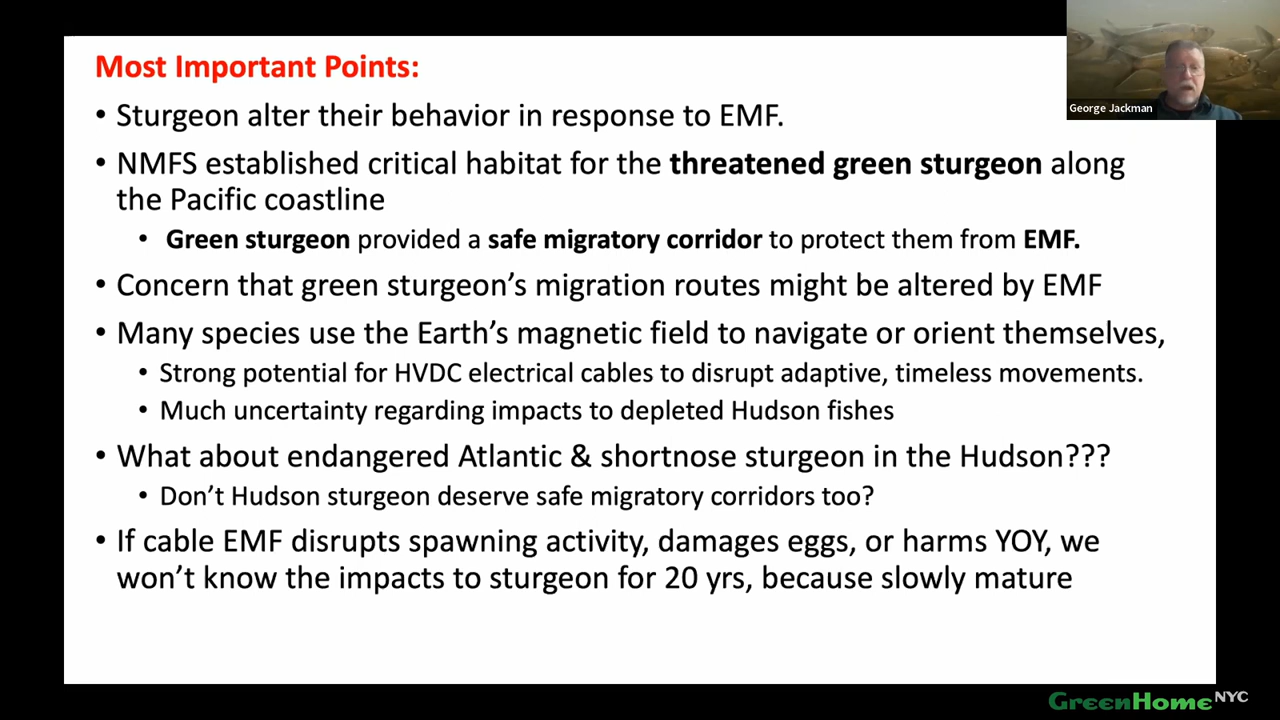 Most Important Points:
• Sturgeon alter their behavior in response to EMF.
• NMFS established critical habitat for the threatened green sturgeon along
the Pacific coastline
• Green sturgeon provided a safe migratory corridor to protect them from EMF.
• Concern that green sturgeon’s migration routes might be altered by EMF
• Many species use the Earth’s magnetic field to navigate or orient themselves,
• Strong potential for HVDC electrical cables to disrupt adaptive, timeless movements.
• Much uncertainty regarding impacts to depleted Hudson fishes
• What about endangered Atlantic & shortnose sturgeon in the Hudson???
• Don’t Hudson sturgeon deserve safe migratory corridors too?
• If cable EMF disrupts spawning activity, damages eggs, or harms YOY, we
won’t know the impacts to sturgeon for 20 yrs, because slowly mature
George Jackman
GreenHomeNYC